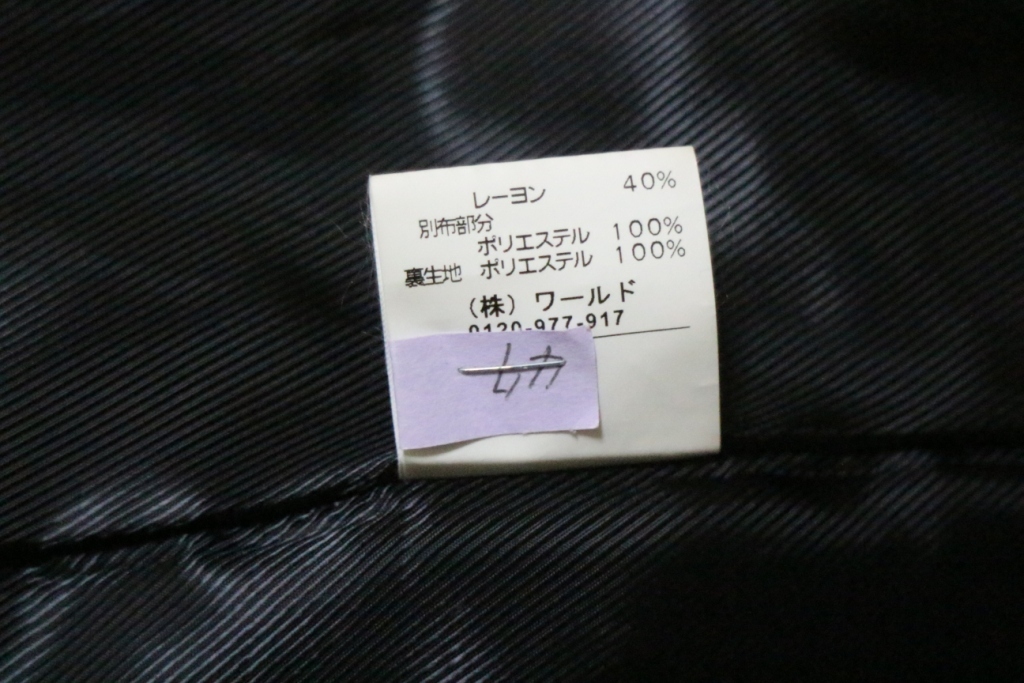 レーヨン 40%
別布部分
ポリエステル 100%
裏生地 ポリエステル 100%
(株)ワールド
0120-977-917